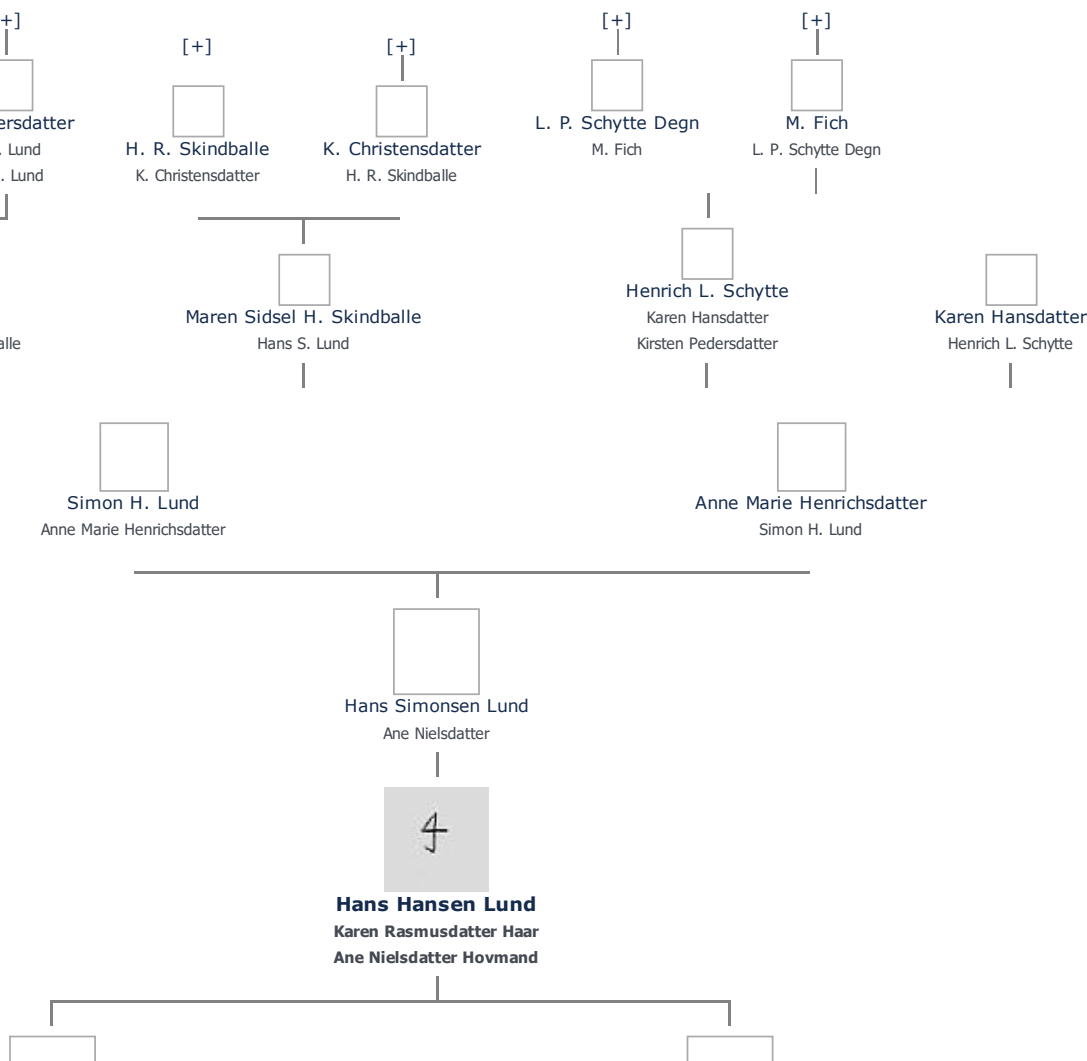 +]
[+]
[+]
[+]
[+]
ersdatter
. Lund
. Lund
H. R. Skindballe
K. Christensdatter
K. Christensdatter
H. R. Skindballe
L. P. Schytte Degn
M. Fich
M. Fich
L. P. Schytte Degn
alle
Maren Sidsel H. Skindballe
Hans S. Lund
Henrich L. Schytte
Karen Hansdatter
Kirsten Pedersdatter
Karen Hansdatter
Henrich L. Schytte
Simon H. Lund
Anne Marie Henrichsdatter
Anne Marie Henrichsdatter
Simon H. Lund
Hans Simonsen Lund
Ane Nielsdatter
Hans Hansen Lund
Karen Rasmusdatter Haar
Ane Nielsdatter Hovmand